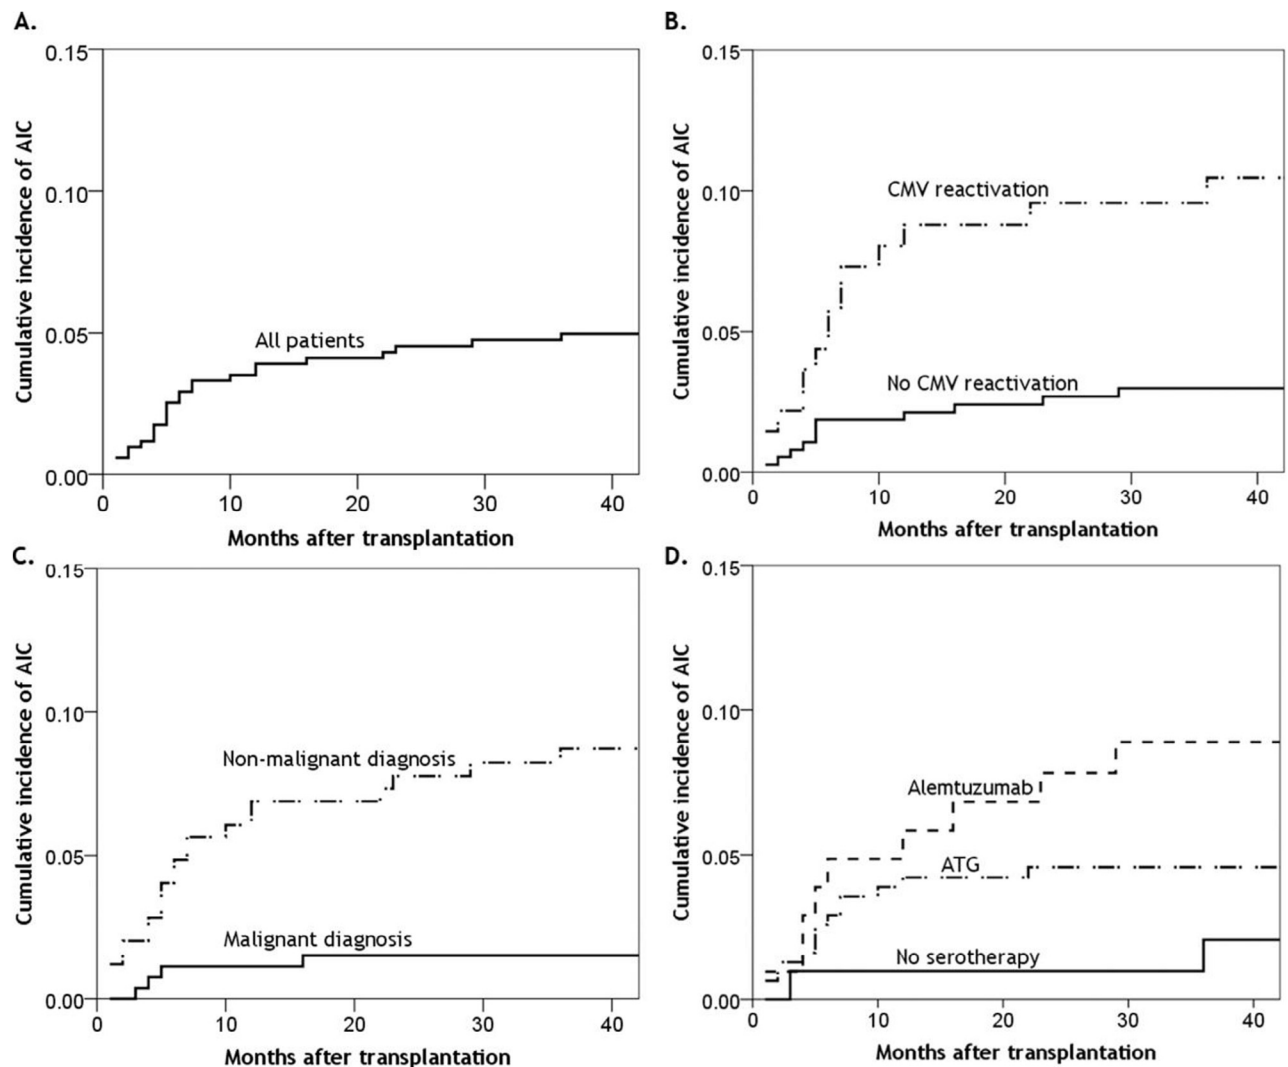 A.
0.15
0.10
0.05
0.00
Cumulative incidence of AIC
All patients
0 10 20 30 40
Months after transplantation
B.
0.15
0.10
0.05
0.00
Cumulative incidence of AIC
CMV reactivation
No CMV reactivation
0 10 20 30 40
Months after transplantation
C.
0.15
0.10
0.05
0.00
Cumulative incidence of AIC
Non-malignant diagnosis
Malignant diagnosis
0 10 20 30 40
Months after transplantation
D.
0.15
0.10
0.05
0.00
Cumulative incidence of AIC
Alemtuzumab
ATG
No serotherapy
0 10 20 30 40
Months after transplantation